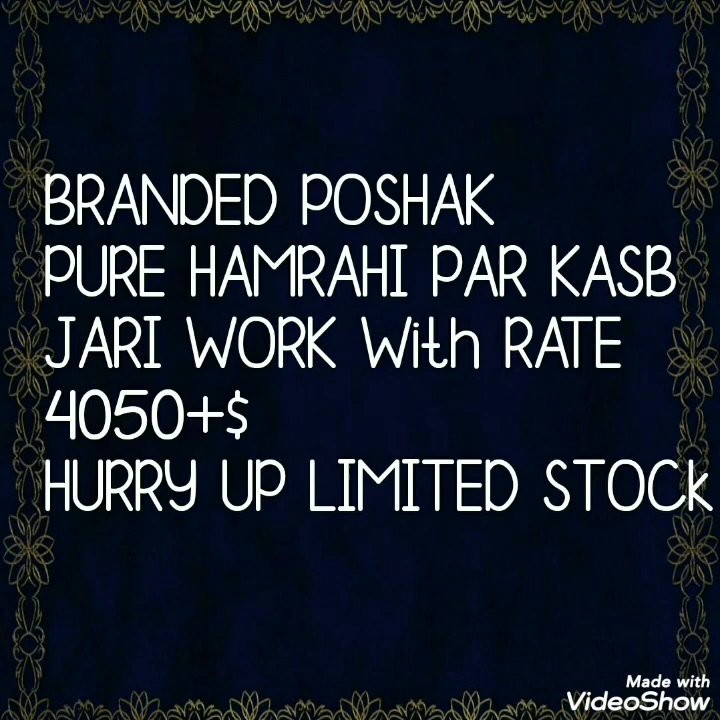 BRANDED POSHAK
PURE HAMRAHI PAR KASB
JARI WORK With RATE
4050+$
HURRY UP LIMITED STOCK
Made with
VideoShow